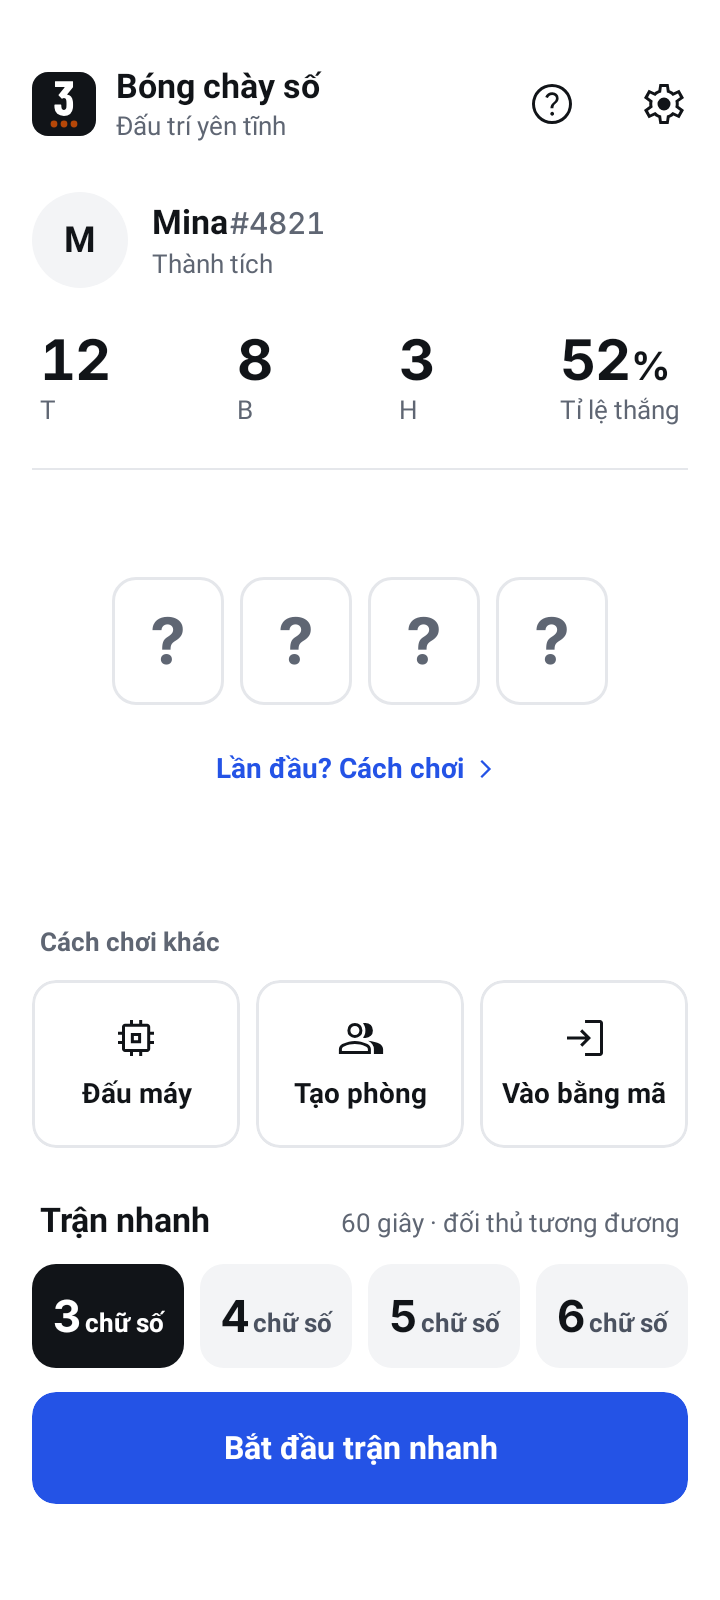 3
Bóng chày số
Đấu trí yên tĩnh
M
Mina#4821
Thành tích
12 8 3 52%
T B H Tỉ lệ thắng
? ? ? ?
Lần đầu? Cách chơi
Cách chơi khác
Đấu máy Tạo phòng Vào bằng mã
Trận nhanh 60 giây · đối thủ tương đương
3 chữ số 4 chữ số 5 chữ số 6 chữ số
Bắt đầu trận nhanh